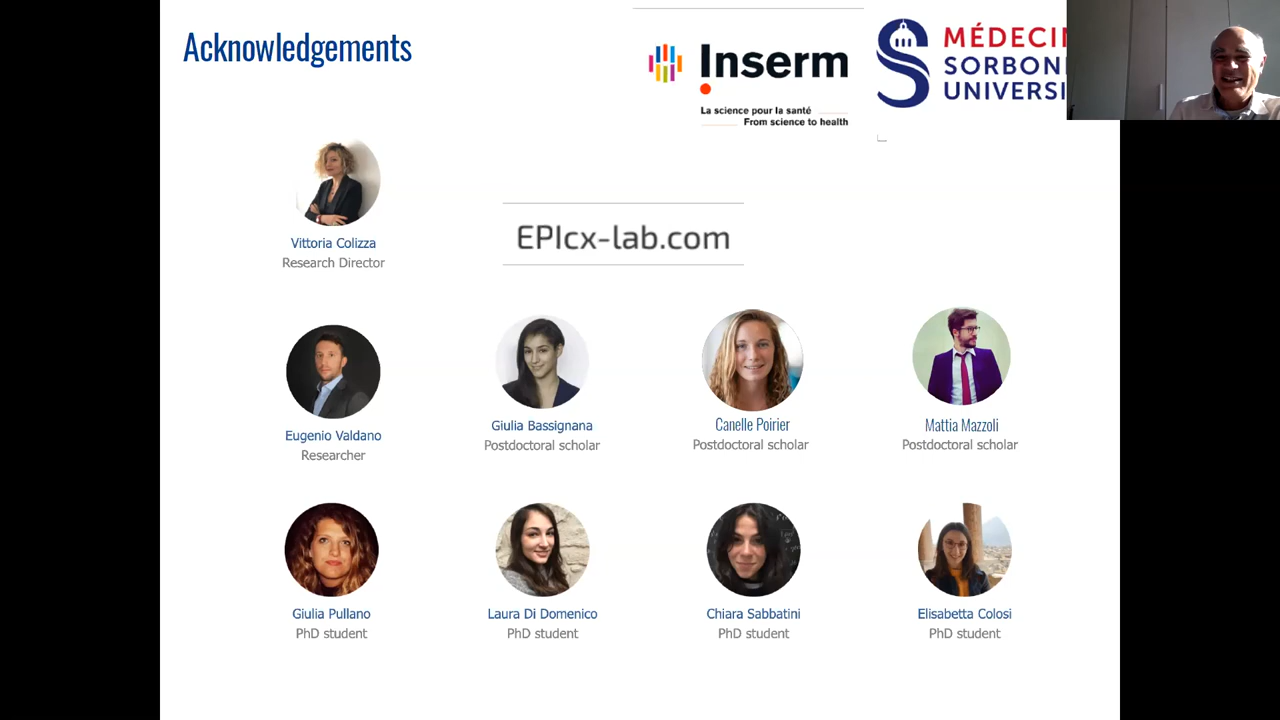 Acknowledgements
Inserm
La science pour la santé
From science to health
MÉDECIN
SORBONN
UNIVERSI
Vittoria Colizza
Research Director
EPIcx-lab.com
Eugenio Valdano
Researcher
Giulia Bassignana
Postdoctoral scholar
Canelle Poirier
Postdoctoral scholar
Mattia Mazzoli
Postdoctoral scholar
Giulia Pullano
PhD student
Laura Di Domenico
PhD student
Chiara Sabbatini
PhD student
Elisabetta Colosi
PhD student